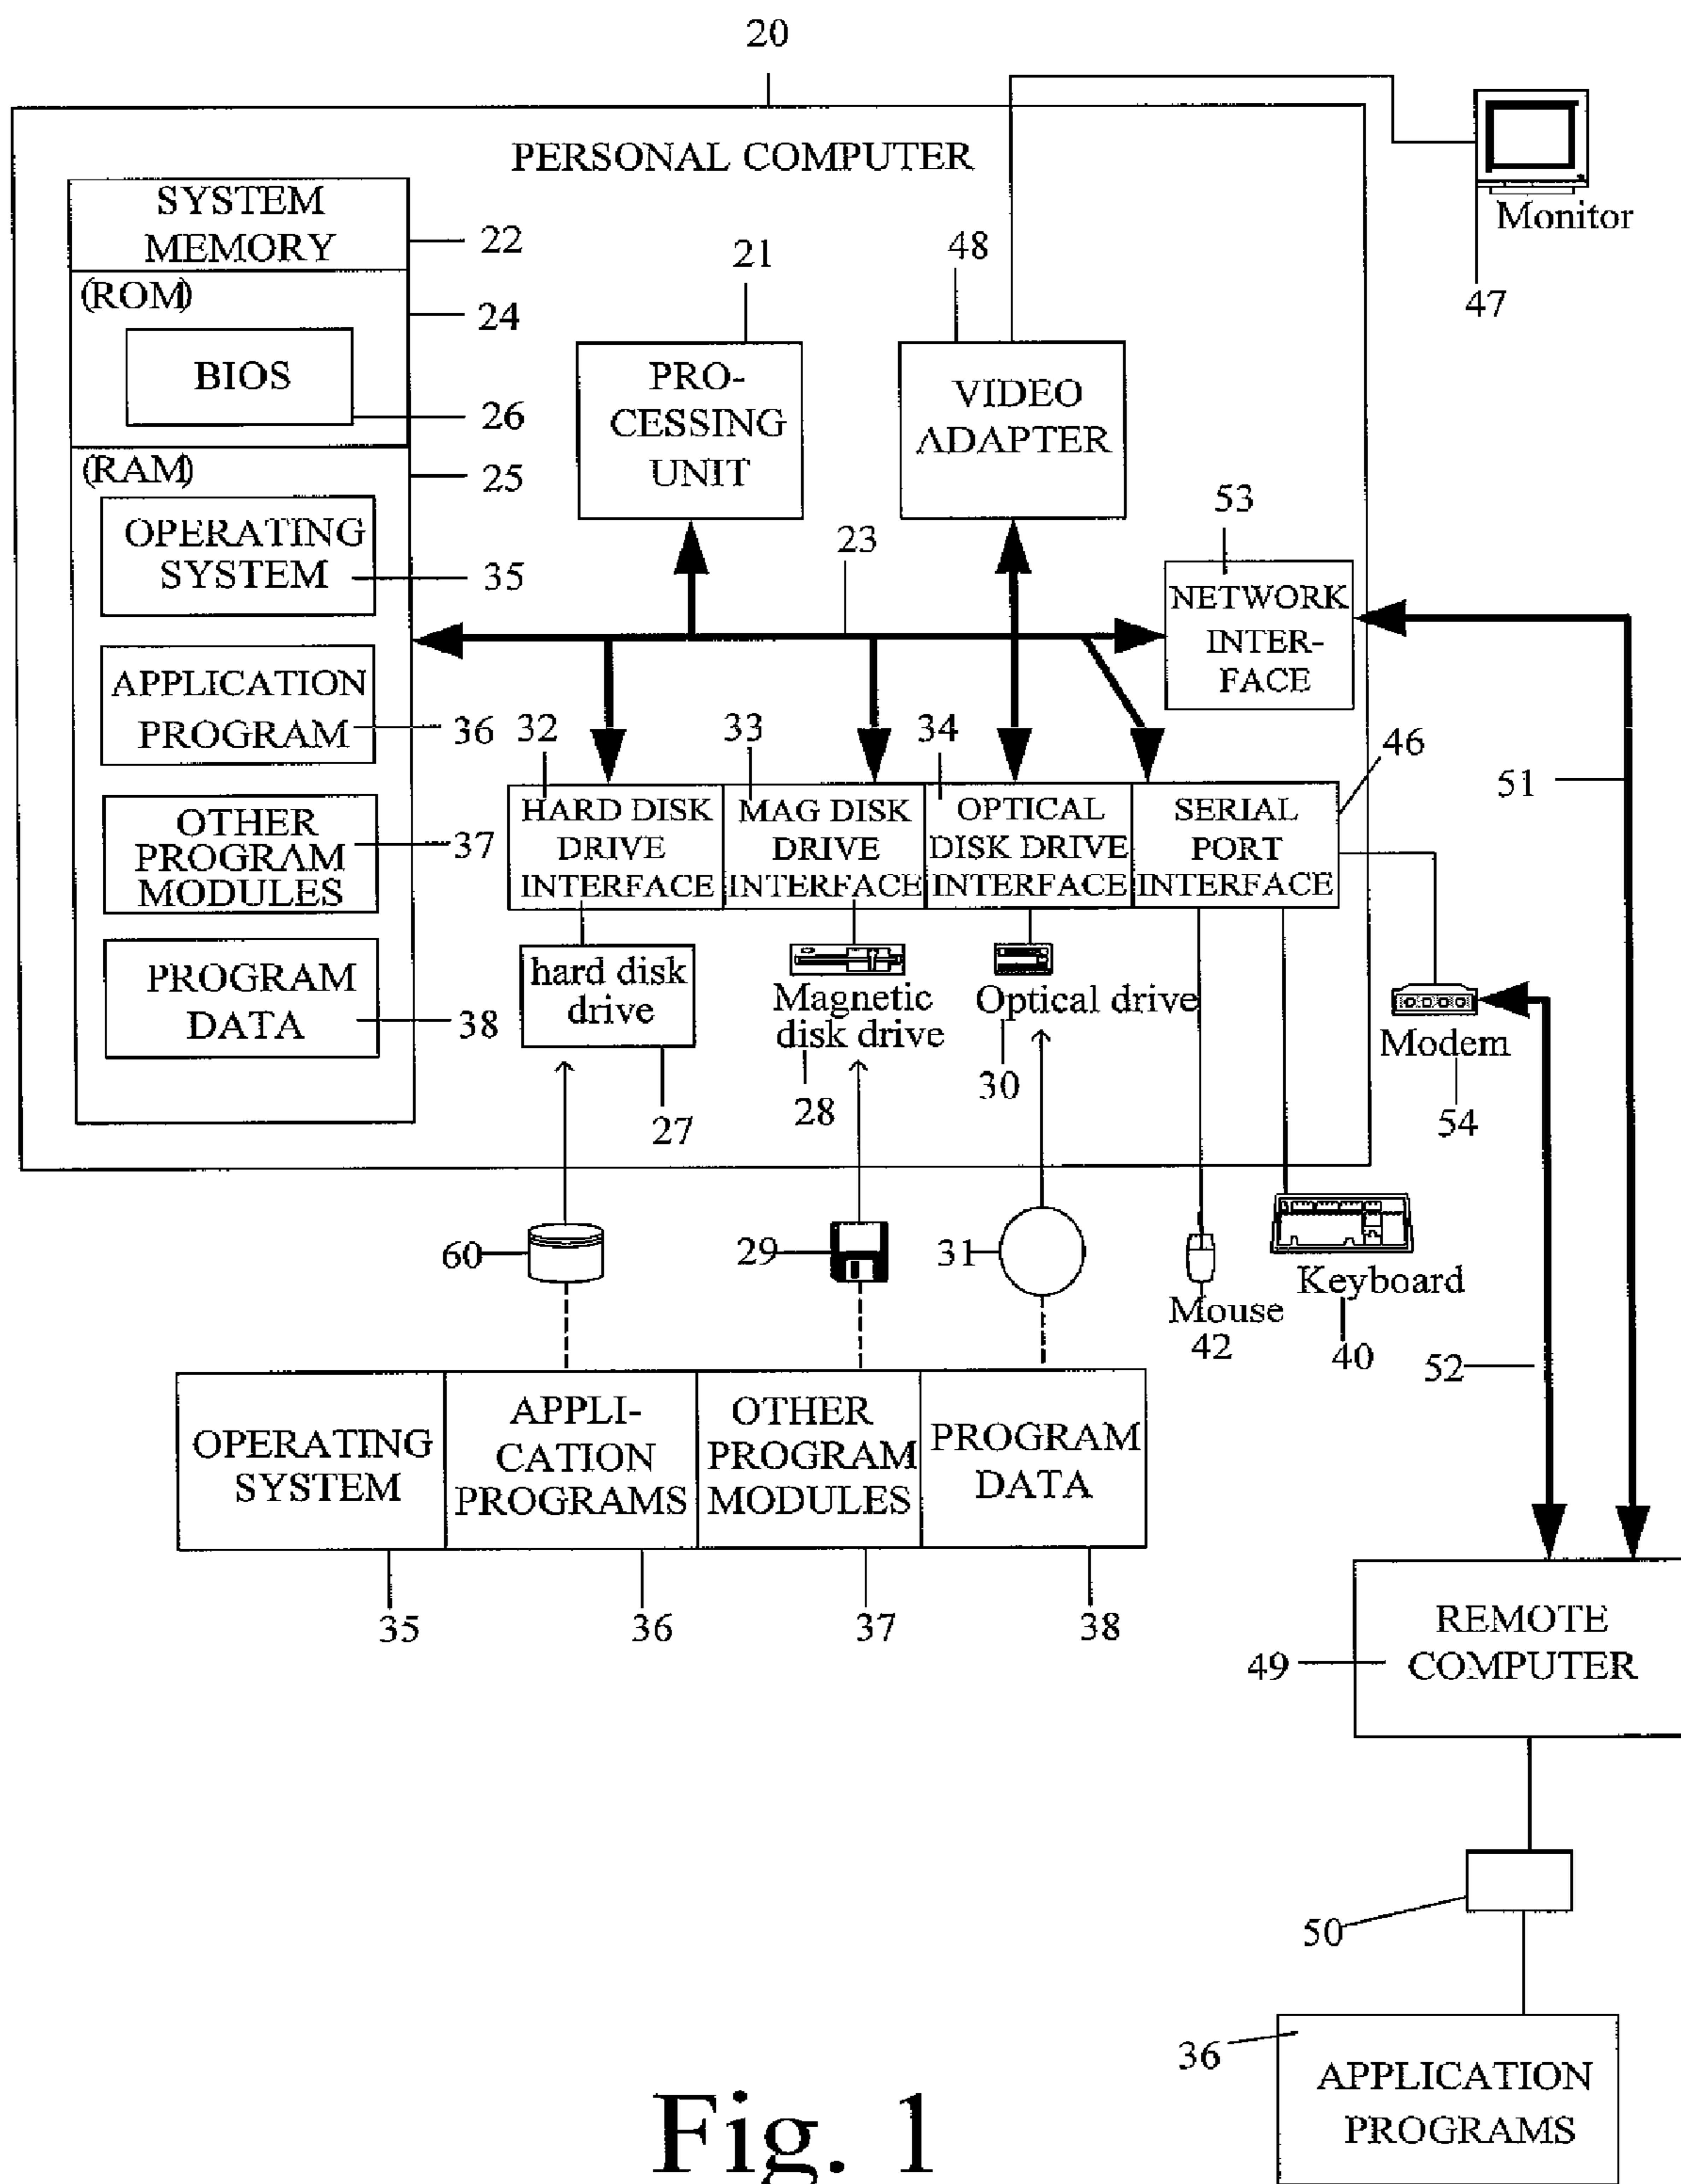 20
PERSONAL COMPUTER
Monitor
47
SYSTEM
MEMORY
22
(ROM)
24
BIOS
26
(RAM)
25
OPERATING
SYSTEM
35
APPLICATION
PROGRAM
36
OTHER
PROGRAM
MODULES
37
PROGRAM
DATA
38
21
PRO-
CESSING
UNIT
48
VIDEO
ADAPTER
23
53
NETWORK
INTER-
FACE
32
HARD DISK
DRIVE
INTERFACE
33
MAG DISK
DRIVE
INTERFACE
34
OPTICAL
DISK DRIVE
INTERFACE
46
SERIAL
PORT
INTERFACE
51
hard disk
drive
27
Magnetic
disk drive
28
Optical drive
30
Modem
54
60
29
31
Mouse
42
Keyboard
40
52
OPERATING
SYSTEM
35
APPLI-
CATION
PROGRAMS
36
OTHER
PROGRAM
MODULES
37
PROGRAM
DATA
38
REMOTE
COMPUTER
49
50
36
APPLICATION
PROGRAMS
Fig. 1